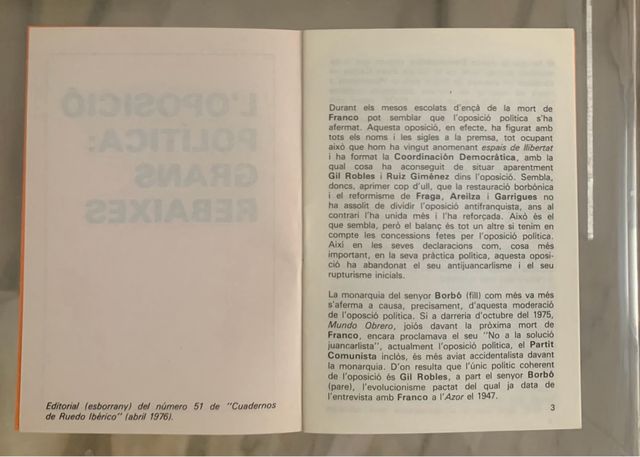 L'OPOSICIÓ
POLÍTICA:
GRANS
REBAIXES
Editorial (esborrany) del número 51 de "Cuadernos
de Ruedo Ibérico" (abril 1976).
Durant els mesos escolats d'ençà de la mort de
Franco pot semblar que l'oposició política s'ha
afermat. Aquesta oposició, en efecte, ha figurat amb
tots els noms i les sigles a la premsa, tot ocupant
això que hom ha vingut anomenant espais de llibertat
i ha format la Coordinación Democrática, amb la
qual cosa ha aconseguit de situar aparentment
Gil Robles i Ruiz Giménez dins l'oposició. Sembla,
doncs, aprimer cop d'ull, que la restauració borbònica
i el reformisme de Fraga, Areilza i Garrigues no
ha assolit de dividir l'oposició antifranquista, ans al
contrari l'ha unida més i l'ha reforçada. Això és el
que sembla, però el balanç és tot un altre si tenim en
compte les concessions fetes per l'oposició política.
Així en les seves declaracions com, cosa més
important, en la seva pràctica política, aquesta oposi-
ció ha abandonat el seu antijuancarlisme i el seu
rupturisme inicials.
La monarquia del senyor Borbó (fill) com més va més
s'aferma a causa, precisament, d'aquesta moderació
de l'oposció política. Si a darreria d'octubre del 1975,
Mundo Obrero, joiós davant la pròxima mort de
Franco, encara proclamava el seu "No a la solució
juancarlista", actualment l'oposició política, el Partit
Comunista inclòs, és més aviat accidentalista davant
la monarquia. D'on resulta que l'únic polític coherent
de l'oposició és Gil Robles, a part el senyor Borbó
(pare), l'evolucionisme pactat del qual ja data de
l'entrevista amb Franco a l'Azor el 1947.
3